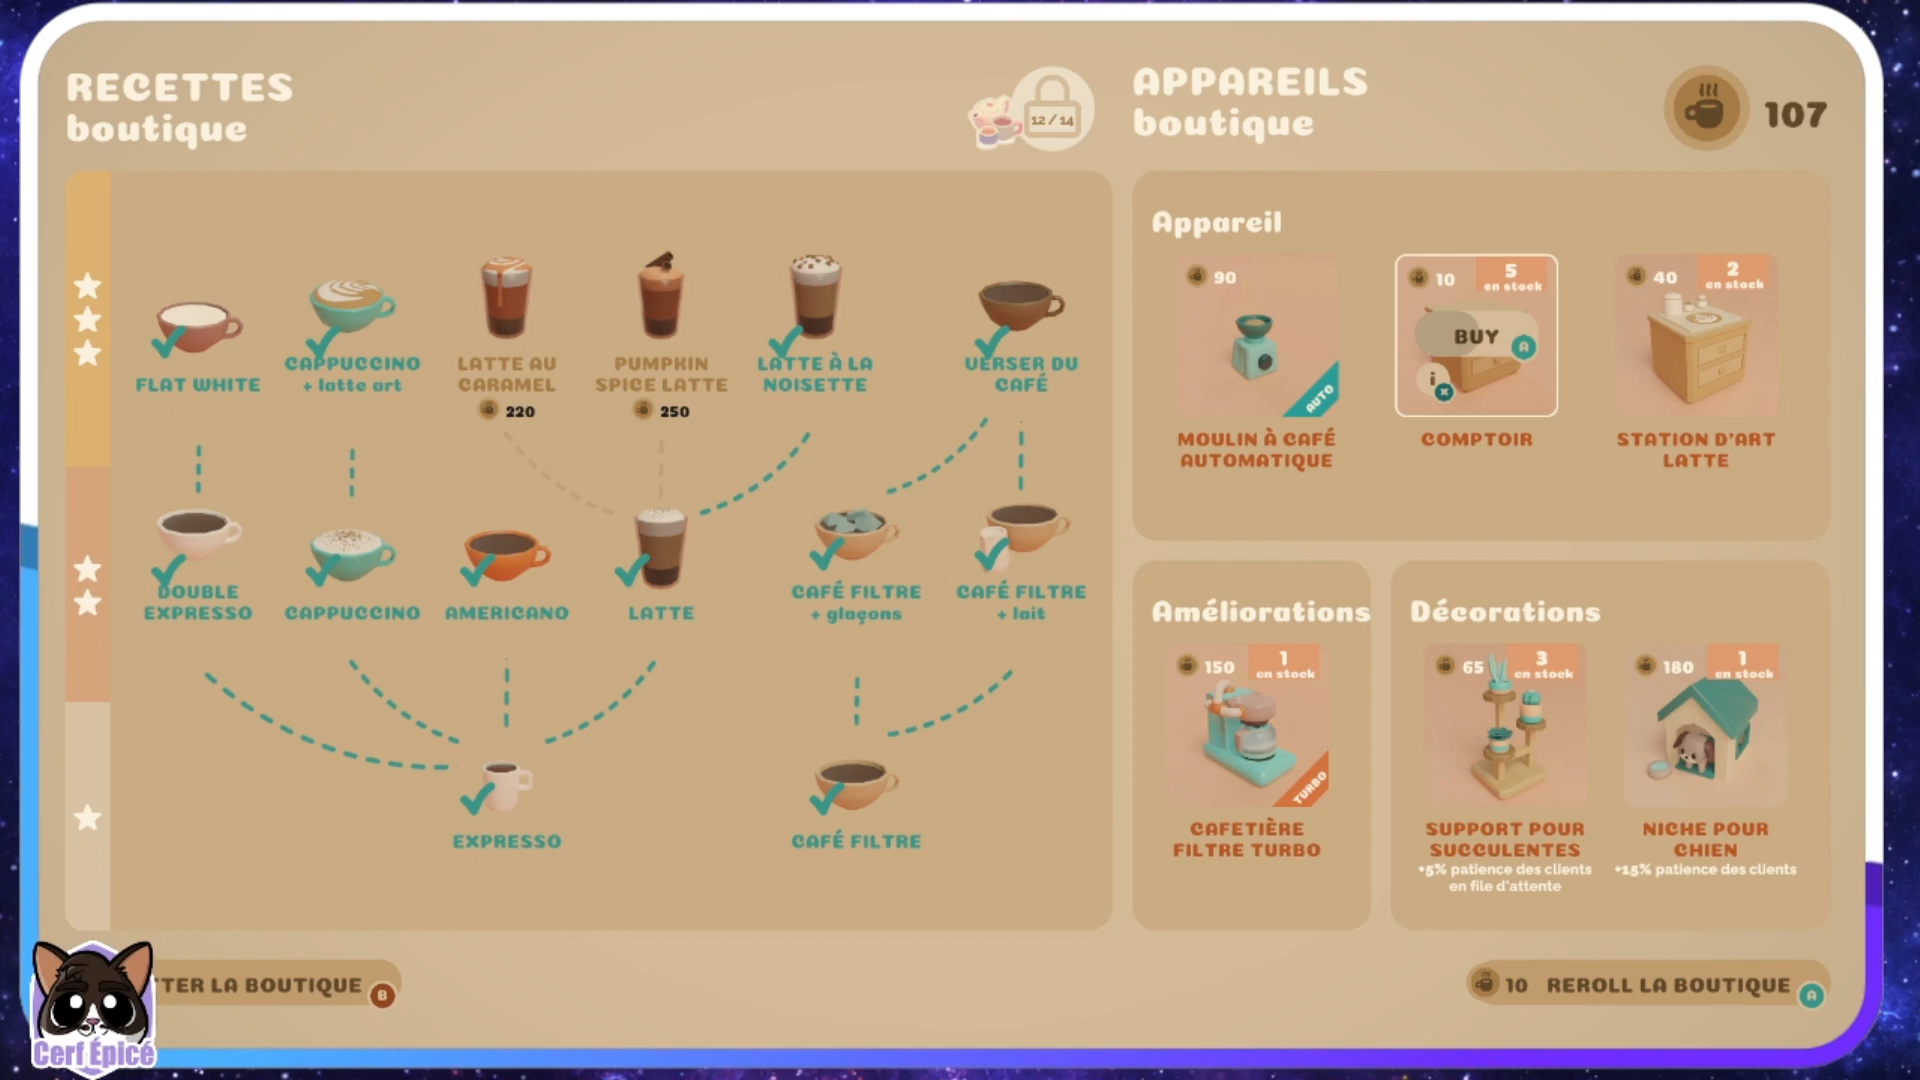 RECETTES
boutique
12 / 14
APPAREILS
boutique
107
FLAT WHITE
CAPPUCCINO
+ latte art
LATTE AU
CARAMEL
220
PUMPKIN
SPICE LATTE
250
LATTE À LA
NOISETTE
VERSER DU
CAFÉ
DOUBLE
EXPRESSO
CAPPUCCINO
AMERICANO
LATTE
CAFÉ FILTRE
+ glaçons
CAFÉ FILTRE
+ lait
EXPRESSO
CAFÉ FILTRE
Appareil
90
AUTO
MOULIN À CAFÉ
AUTOMATIQUE
10
5
en stock
BUY
A
i
X
COMPTOIR
40
2
en stock
STATION D'ART
LATTE
Améliorations
150
1
en stock
TURBO
CAFETIÈRE
FILTRE TURBO
Décorations
65
3
en stock
SUPPORT POUR
SUCCULENTES
+5% patience des clients
en file d'attente
180
1
en stock
NICHE POUR
CHIEN
+15% patience des clients
TTER LA BOUTIQUE
B
10 REROLL LA BOUTIQUE
A
Cerf Épicé